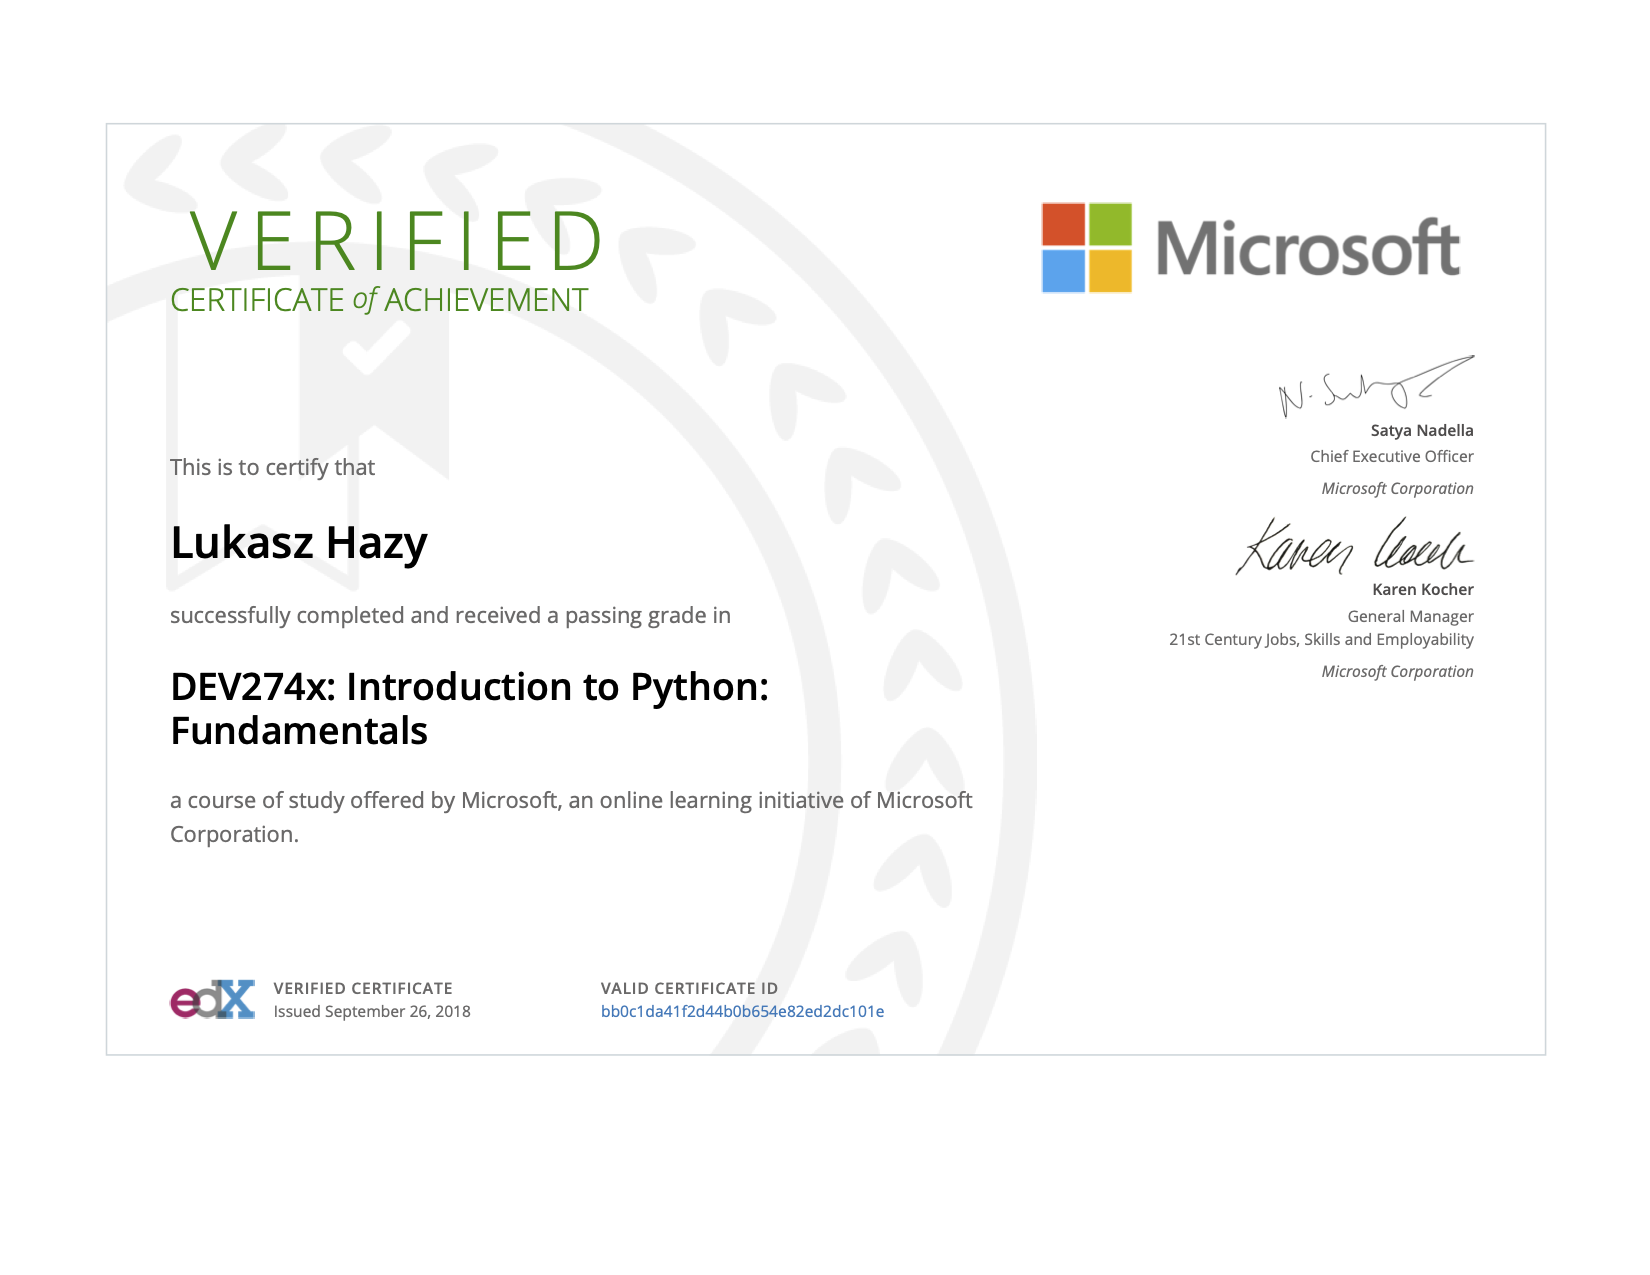 VERIFIED
CERTIFICATE of ACHIEVEMENT
Microsoft
This is to certify that
Lukasz Hazy
successfully completed and received a passing grade in
DEV274x: Introduction to Python:
Fundamentals
a course of study offered by Microsoft, an online learning initiative of Microsoft
Corporation.
N. Satya
Satya Nadella
Chief Executive Officer
Microsoft Corporation
Karen Kocher
Karen Kocher
General Manager
21st Century Jobs, Skills and Employability
Microsoft Corporation
edX
VERIFIED CERTIFICATE
Issued September 26, 2018
VALID CERTIFICATE ID
bb0c1da41f2d44b0b654e82ed2dc101e